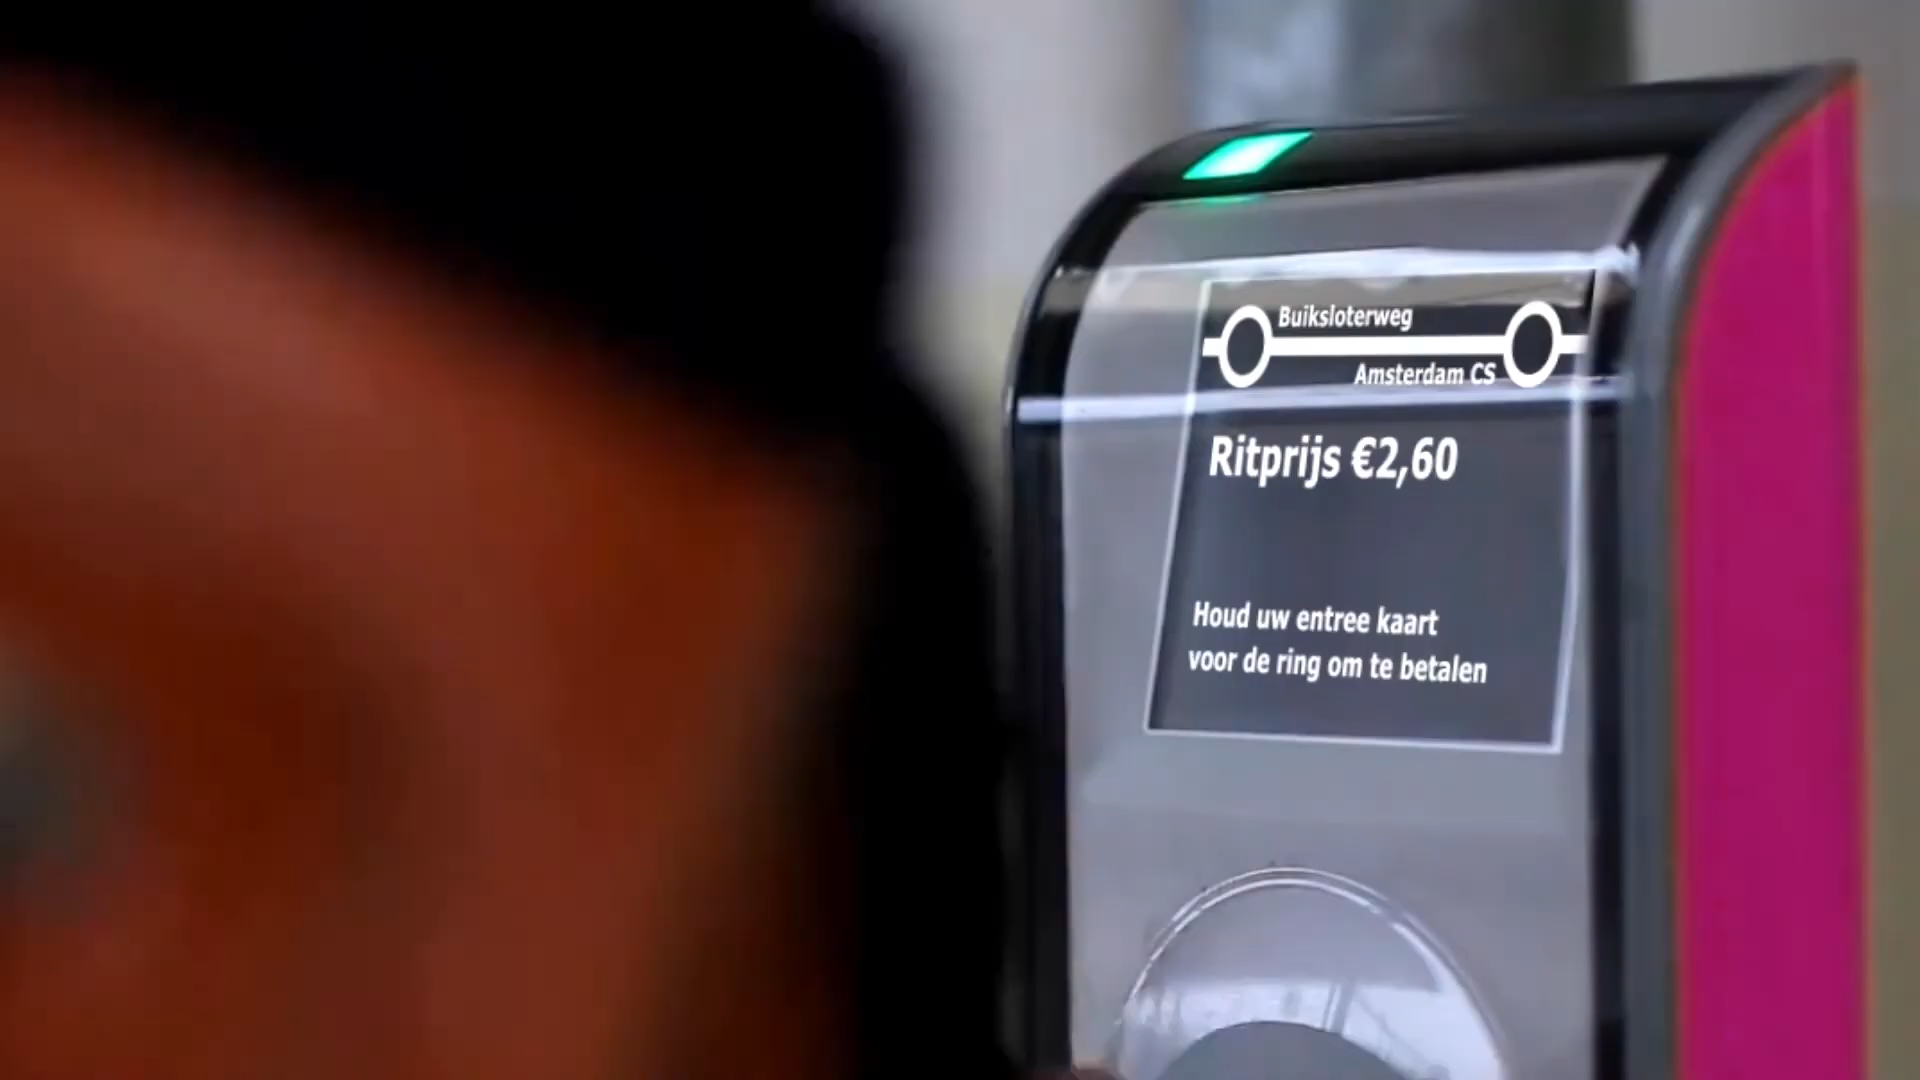 Buiksloterweg
Amsterdam CS
Ritprijs €2,60
Houd uw entree kaart
voor de ring om te betalen